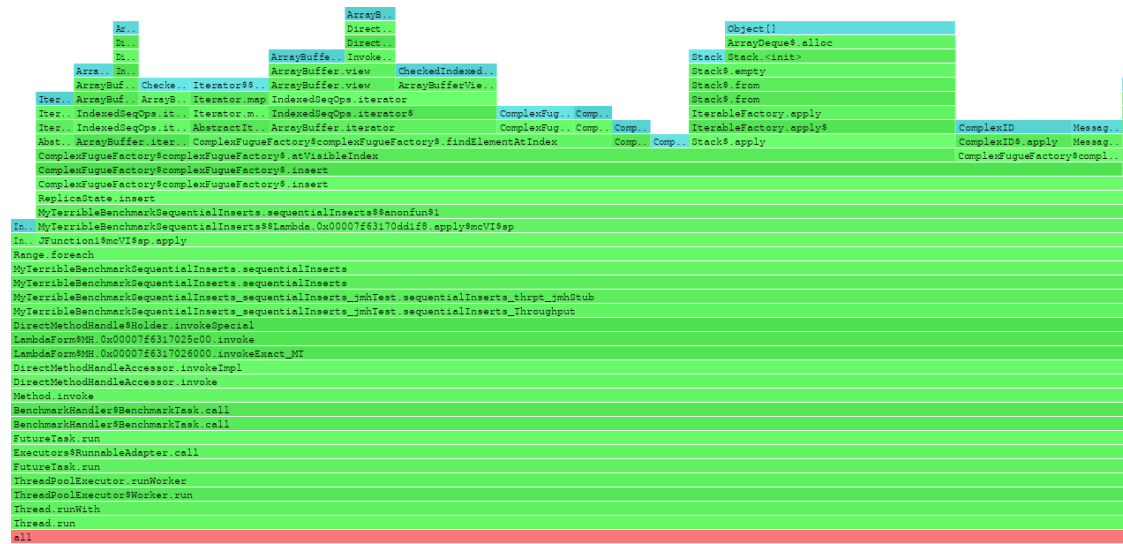 ArrayB..
Ar.. Direct.. Object[]
Di.. Direct.. ArrayDeque$.alloc
Di.. ArrayBuffe.. Invoke.. Stack Stack.<init>
Arra.. In.. ArrayBuffer.view CheckedIndexed.. Stack$.empty
ArrayBuf.. Checke.. Iterator$$.. ArrayBuffer.view ArrayBufferVie.. Stack$.from
Iter.. ArrayBuf.. ArrayB.. Iterator.map IndexedSeqOps.iterator Stack$.from
Iter.. IndexedSeqOps.it.. Iterator.m.. IndexedSeqOps.iterator$ ComplexFug.. Comp.. IterableFactory.apply
Iter.. IndexedSeqOps.it.. AbstractIt.. ArrayBuffer.iterator ComplexFug.. Comp.. Comp.. IterableFactory.apply$ ComplexID Messag..
Abst.. ArrayBuffer.iter.. ComplexFugueFactory$complexFugueFactory$.findElementAtIndex Comp.. Comp.. Stack$.apply ComplexID$.apply Messag..
ComplexFugueFactory$complexFugueFactory$.atVisibleIndex ComplexFugueFactory$compl..
ComplexFugueFactory$complexFugueFactory$.insert
ComplexFugueFactory$complexFugueFactory$.insert
ReplicaState.insert
MyTerribleBenchmarkSequentialInserts.sequentialInserts$$anonfun$1
In.. MyTerribleBenchmarkSequentialInserts$$Lambda.0x00007f63170dd1f8.apply$mcVI$sp
In.. JFunction1$mcVI$sp.apply
Range.foreach
MyTerribleBenchmarkSequentialInserts.sequentialInserts
MyTerribleBenchmarkSequentialInserts.sequentialInserts
MyTerribleBenchmarkSequentialInserts_sequentialInserts_jmhTest.sequentialInserts_thrpt_jmhStub
MyTerribleBenchmarkSequentialInserts_sequentialInserts_jmhTest.sequentialInserts_Throughput
DirectMethodHandle$Holder.invokeSpecial
LambdaForm$MH.0x00007f6317025c00.invoke
LambdaForm$MH.0x00007f6317026000.invokeExact_MT
DirectMethodHandleAccessor.invokeImpl
DirectMethodHandleAccessor.invoke
Method.invoke
BenchmarkHandler$BenchmarkTask.call
BenchmarkHandler$BenchmarkTask.call
FutureTask.run
Executors$RunnableAdapter.call
FutureTask.run
ThreadPoolExecutor.runWorker
ThreadPoolExecutor$Worker.run
Thread.runWith
Thread.run
all